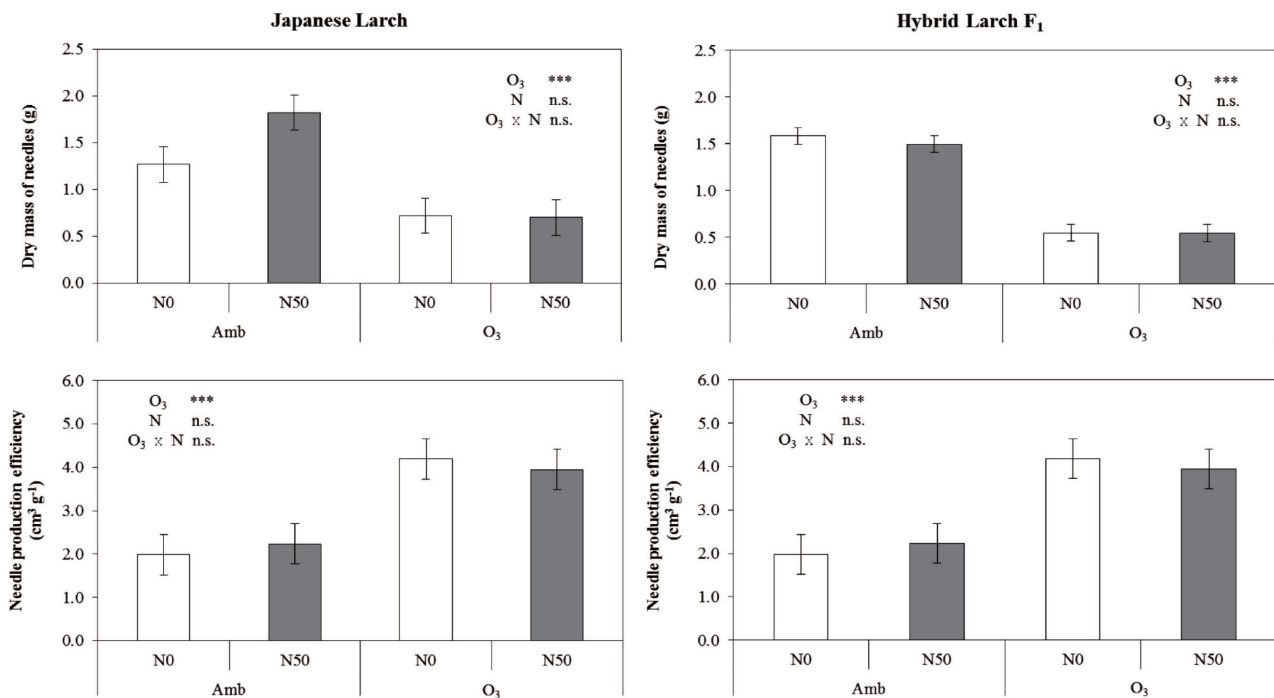 Japanese Larch
Dry mass of needles (g)
2.5
2.0
1.5
1.0
0.5
0.0
O₃ ***
N n.s.
O₃ x N n.s.
N0 N50 N0 N50
Amb O₃
Hybrid Larch F₁
Dry mass of needles (g)
2.5
2.0
1.5
1.0
0.5
0.0
O₃ ***
N n.s.
O₃ x N n.s.
N0 N50 N0 N50
Amb O₃
Needle production efficiency
(cm³ g⁻¹)
6.0
5.0
4.0
3.0
2.0
1.0
0.0
O₃ ***
N n.s.
O₃ x N n.s.
N0 N50 N0 N50
Amb O₃
Needle production efficiency
(cm³ g⁻¹)
6.0
5.0
4.0
3.0
2.0
1.0
0.0
O₃ ***
N n.s.
O₃ x N n.s.
N0 N50 N0 N50
Amb O₃